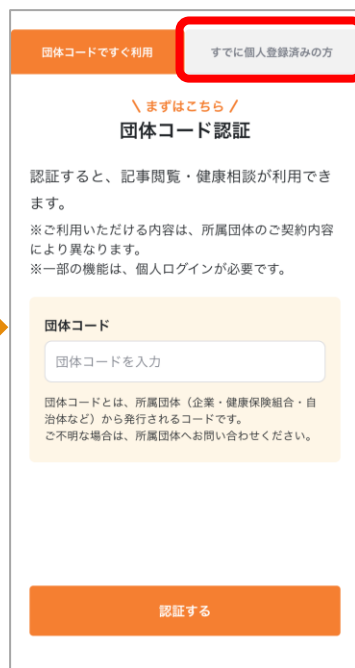 団体コードですぐ利用
すでに個人登録済みの方
\ まずはこちら /
団体コード認証
認証すると、記事閲覧・健康相談が利用でき
ます。
※ご利用いただける内容は、所属団体のご契約内容
により異なります。
※一部の機能は、個人ログインが必要です。
団体コード
団体コードを入力
団体コードとは、所属団体（企業・健康保険組合・自
治体など）から発行されるコードです。
ご不明な場合は、所属団体へお問い合わせください。
認証する